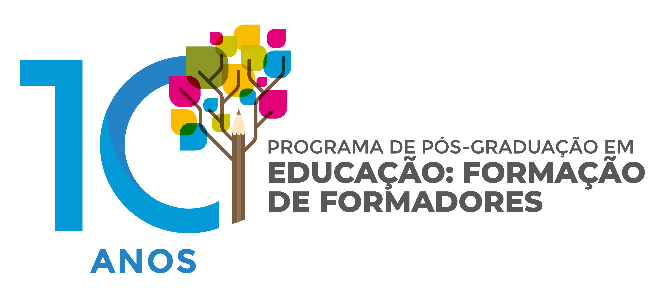 10
ANOS
PROGRAMA DE PÓS-GRADUAÇÃO EM
EDUCAÇÃO: FORMAÇÃO
DE FORMADORES